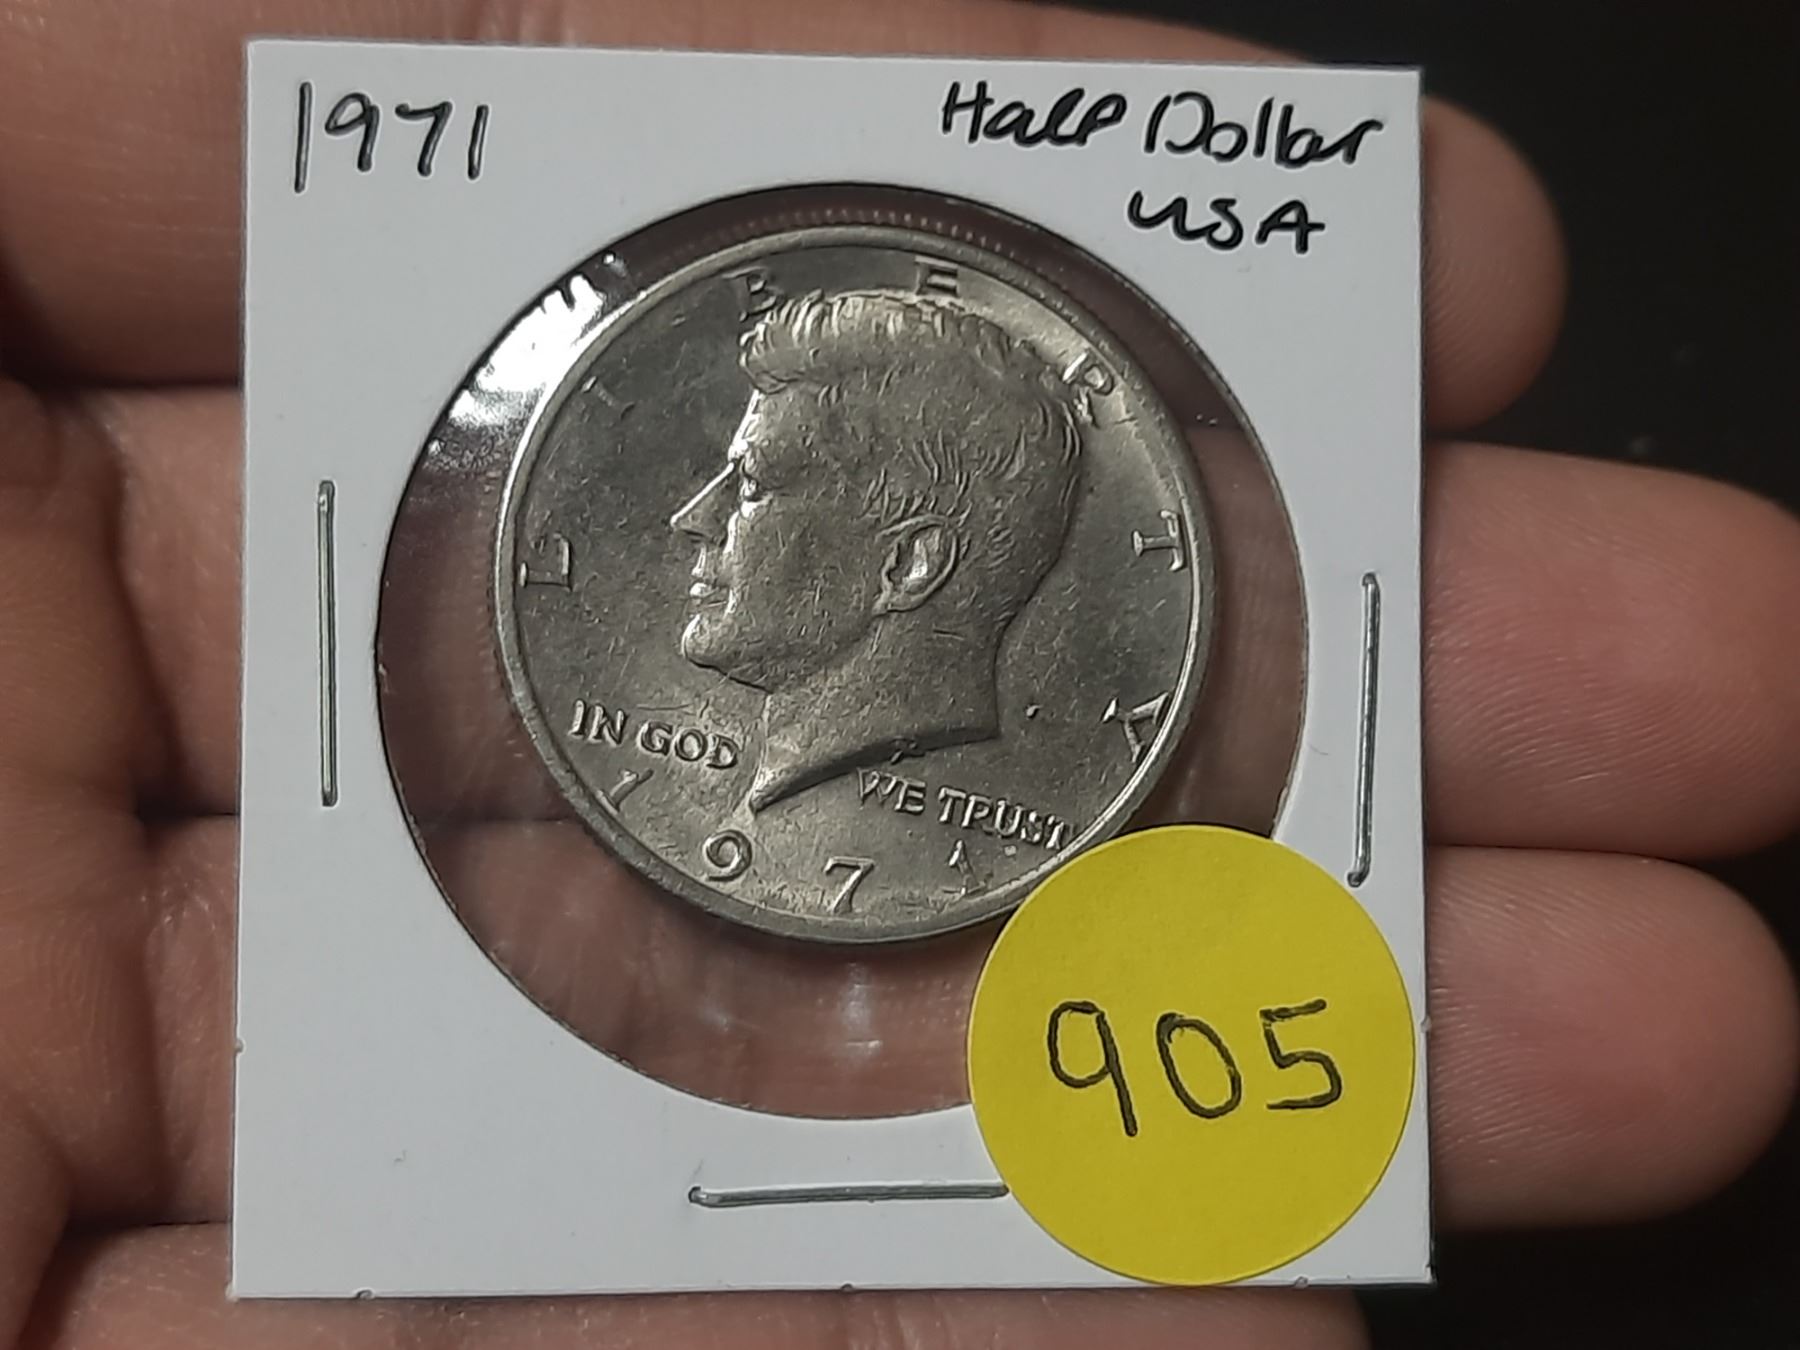 1971
Half Dollar
USA
LIBERTY
IN GOD
WE TRUST
1971
905